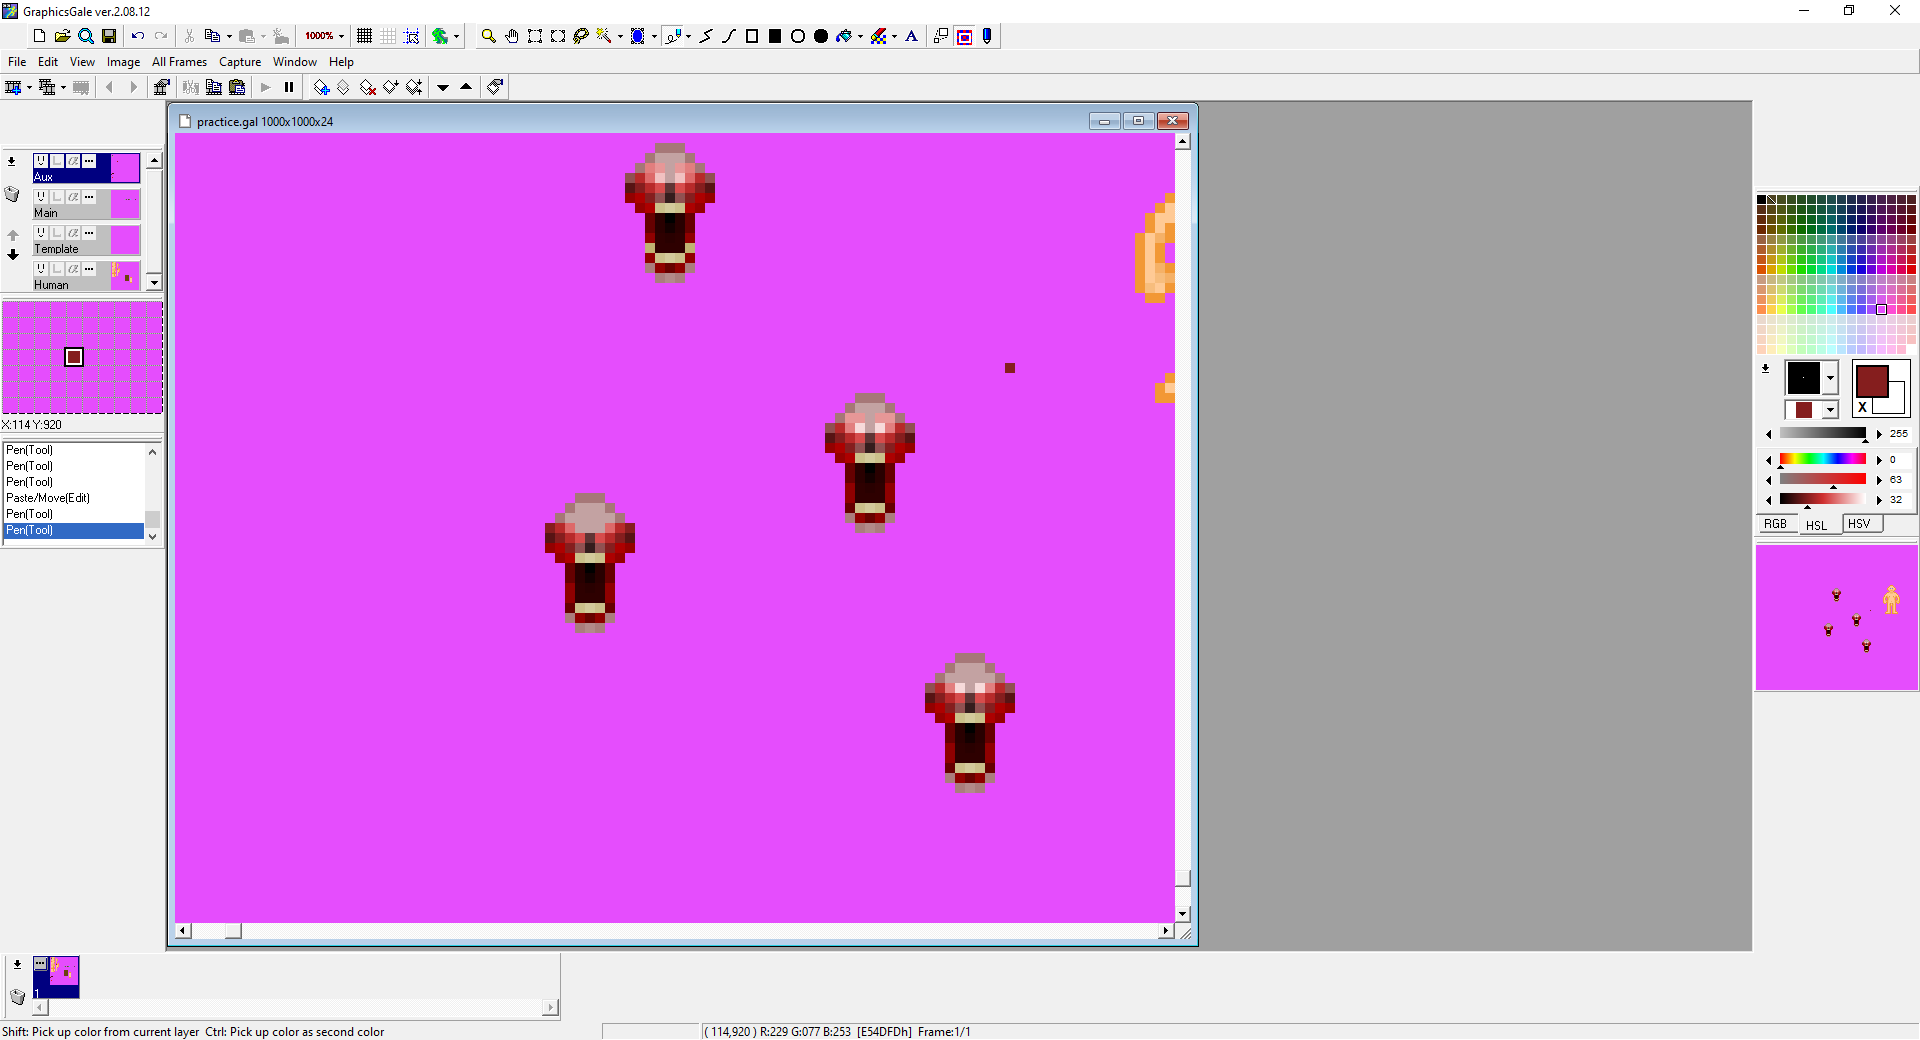 GraphicsGale ver.2.08.12
1000%
A
File Edit View Image All Frames Capture Window Help
practice.gal 1000x1000x24
Aux
Main
Template
Human
X:114 Y:920
Pen(Tool)
Pen(Tool)
Pen(Tool)
Paste/Move(Edit)
Pen(Tool)
Pen(Tool)
X
255
0
63
32
RGB HSL HSV
1
Shift: Pick up color from current layer Ctrl: Pick up color as second color
( 114,920 ) R:229 G:077 B:253 [E54DFDh] Frame:1/1